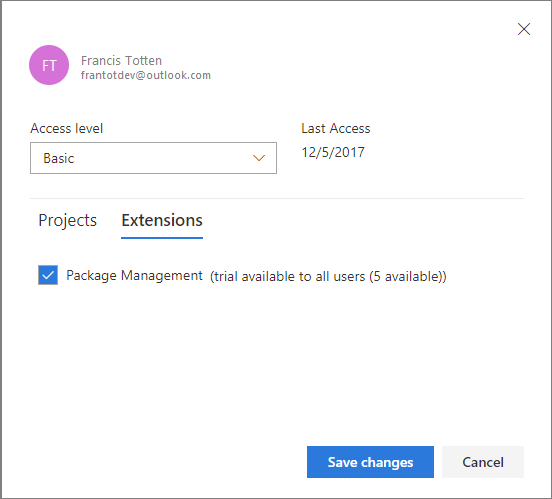 FT
Francis Totten
frantotdev@outlook.com
Access level
Last Access
Basic
12/5/2017
Projects
Extensions
Package Management (trial available to all users (5 available))
Save changes
Cancel